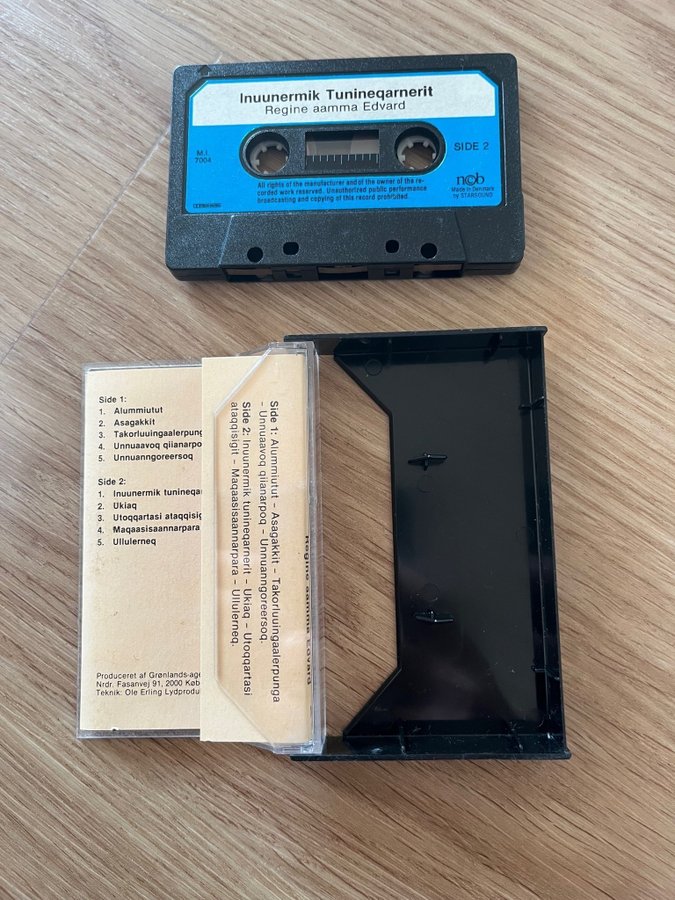 Inuunermik Tunineqarnerit
Regine aamma Edvard
M.I.
7004
SIDE 2
All rights of the manufacturer and of the owner of the re-
corded work reserved. Unauthorized public performance
broadcasting and copying of this record prohibited.
ncb
Made in Denmark
by STARSOUND
Side 1:
1. Alummiutut
2. Asagakkit
3. Takorluuingaalerpung
4. Unnuaavoq qiianarpo
5. Unnuanngoreersoq
Side 2:
1. Inuunermik tunineqar
2. Ukiaq
3. Utoqqartasi ataqqisig
4. Maqaasisaannarpara
5. Ullulerneq
Produceret af Grønlands-age
Nrdr. Fasanvej 91, 2000 Køb
Teknik: Ole Erling Lydprodu
Side 1: Alummiutut - Asagakkit - Takorluuingaalerpunga
- Unnuaavoq qiianarpoq - Unnuanngoreersoq.
Side 2: Inuunermik tunineqarnerit - Ukiaq - Utoqqartasi
ataqqisigit - Maqaasisaannarpara - Ullulerneq.
Regine aamma Edvard